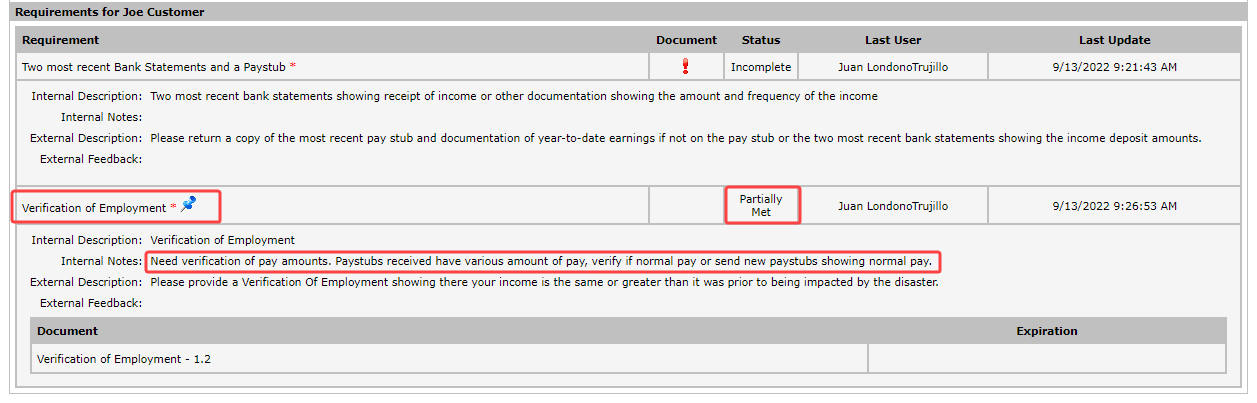 Requirements for Joe Customer
Requirement Document Status Last User Last Update
Two most recent Bank Statements and a Paystub * Incomplete Juan LondonoTrujillo 9/13/2022 9:21:43 AM
Internal Description: Two most recent bank statements showing receipt of income or other documentation showing the amount and frequency of the income
Internal Notes:
External Description: Please return a copy of the most recent pay stub and documentation of year-to-date earnings if not on the pay stub or the two most recent bank statements showing the income deposit amounts.
External Feedback:
Verification of Employment * Partially Met Juan LondonoTrujillo 9/13/2022 9:26:53 AM
Internal Description: Verification of Employment
Internal Notes: Need verification of pay amounts. Paystubs received have various amount of pay, verify if normal pay or send new paystubs showing normal pay.
External Description: Please provide a Verification Of Employment showing there your income is the same or greater than it was prior to being impacted by the disaster.
External Feedback:
Document Expiration
Verification of Employment - 1.2